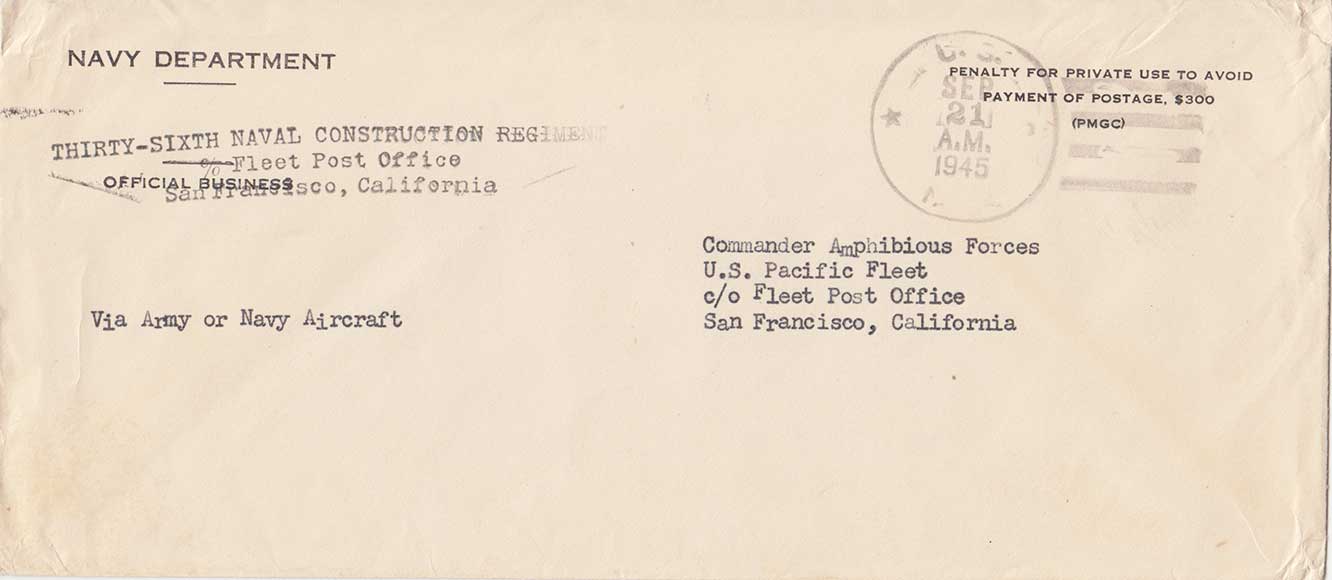 NAVY DEPARTMENT
THIRTY-SIXTH NAVAL CONSTRUCTION REGIMENT
c/o Fleet Post Office
OFFICIAL BUSINESS
San Francisco, California
Via Army or Navy Aircraft
U. S.
SEP
21
A.M.
1945
PENALTY FOR PRIVATE USE TO AVOID
PAYMENT OF POSTAGE, $300
(PMGC)
Commander Amphibious Forces
U.S. Pacific Fleet
c/o Fleet Post Office
San Francisco, California